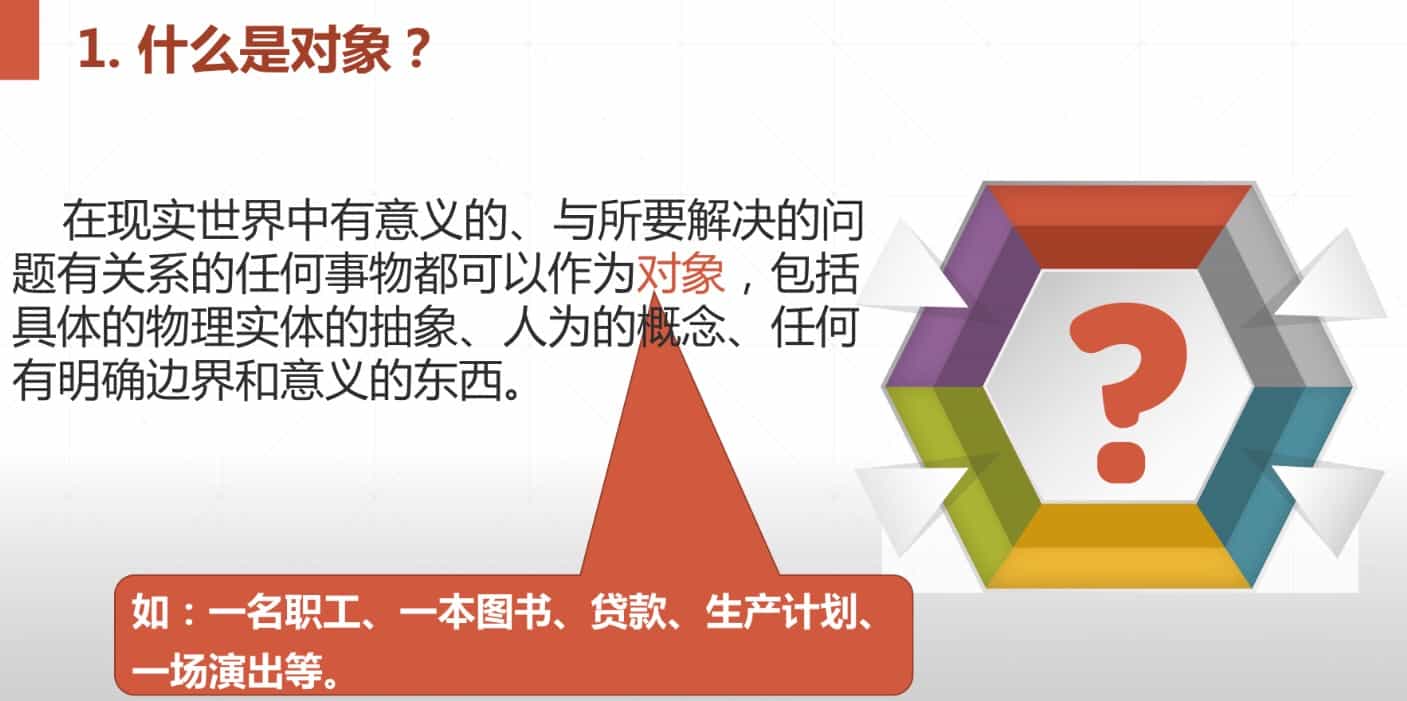 1. 什么是对象？
在现实世界中有意义的、与所要解决的问
题有关系的任何事物都可以作为对象，包括
具体的物理实体的抽象、人为的概念、任何
有明确边界和意义的东西。
?
如：一名职工、一本图书、贷款、生产计划、
一场演出等。